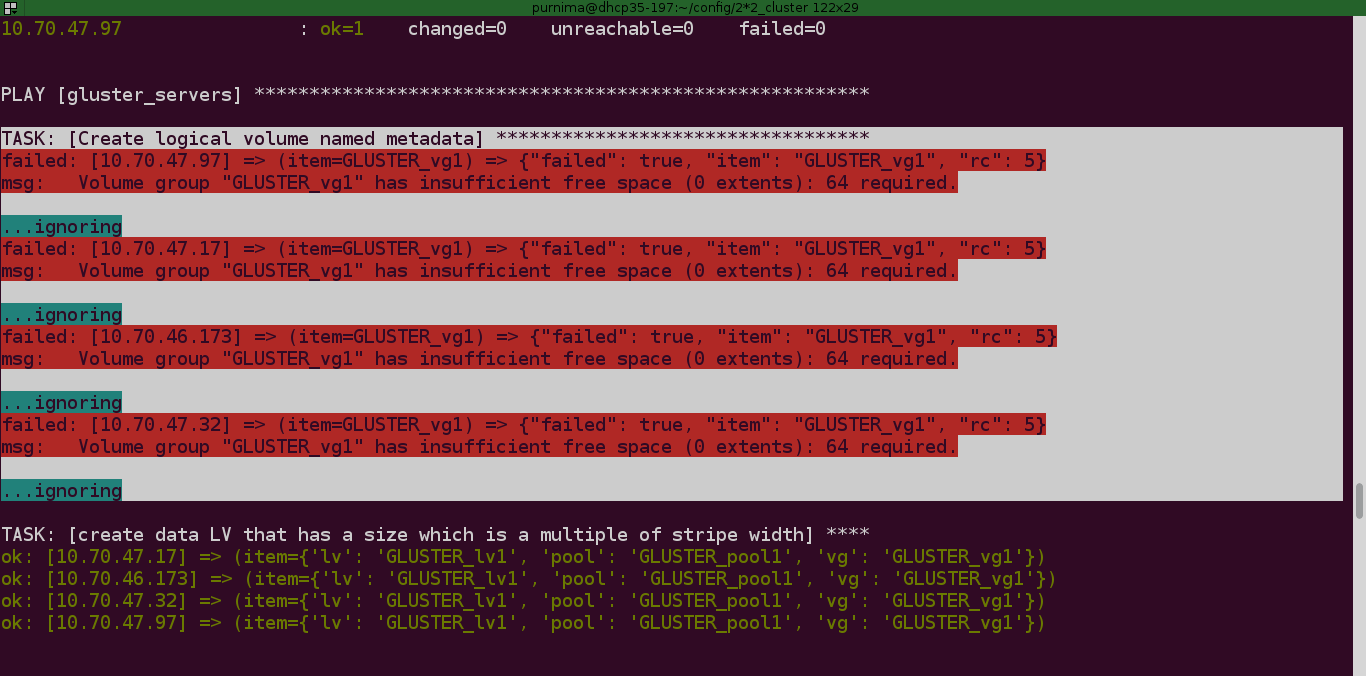 purnima@dhcp35-197:~/config/2*2_cluster 122x29
10.70.47.97                : ok=1    changed=0    unreachable=0    failed=0
PLAY [gluster_servers] ********************************************************
TASK: [Create logical volume named metadata] **********************************
failed: [10.70.47.97] => (item=GLUSTER_vg1) => {"failed": true, "item": "GLUSTER_vg1", "rc": 5}
msg:   Volume group "GLUSTER_vg1" has insufficient free space (0 extents): 64 required.
...ignoring
failed: [10.70.47.17] => (item=GLUSTER_vg1) => {"failed": true, "item": "GLUSTER_vg1", "rc": 5}
msg:   Volume group "GLUSTER_vg1" has insufficient free space (0 extents): 64 required.
...ignoring
failed: [10.70.46.173] => (item=GLUSTER_vg1) => {"failed": true, "item": "GLUSTER_vg1", "rc": 5}
msg:   Volume group "GLUSTER_vg1" has insufficient free space (0 extents): 64 required.
...ignoring
failed: [10.70.47.32] => (item=GLUSTER_vg1) => {"failed": true, "item": "GLUSTER_vg1", "rc": 5}
msg:   Volume group "GLUSTER_vg1" has insufficient free space (0 extents): 64 required.
...ignoring
TASK: [create data LV that has a size which is a multiple of stripe width] ****
ok: [10.70.47.17] => (item={'lv': 'GLUSTER_lv1', 'pool': 'GLUSTER_pool1', 'vg': 'GLUSTER_vg1'})
ok: [10.70.46.173] => (item={'lv': 'GLUSTER_lv1', 'pool': 'GLUSTER_pool1', 'vg': 'GLUSTER_vg1'})
ok: [10.70.47.32] => (item={'lv': 'GLUSTER_lv1', 'pool': 'GLUSTER_pool1', 'vg': 'GLUSTER_vg1'})
ok: [10.70.47.97] => (item={'lv': 'GLUSTER_lv1', 'pool': 'GLUSTER_pool1', 'vg': 'GLUSTER_vg1'})